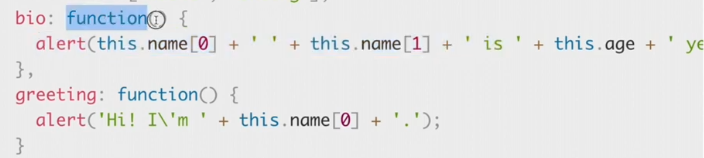 bio: function() {
  alert(this.name[0] + ' ' + this.name[1] + ' is ' + this.age + ' ye
},
greeting: function() {
  alert('Hi! I\'m ' + this.name[0] + '.');
}